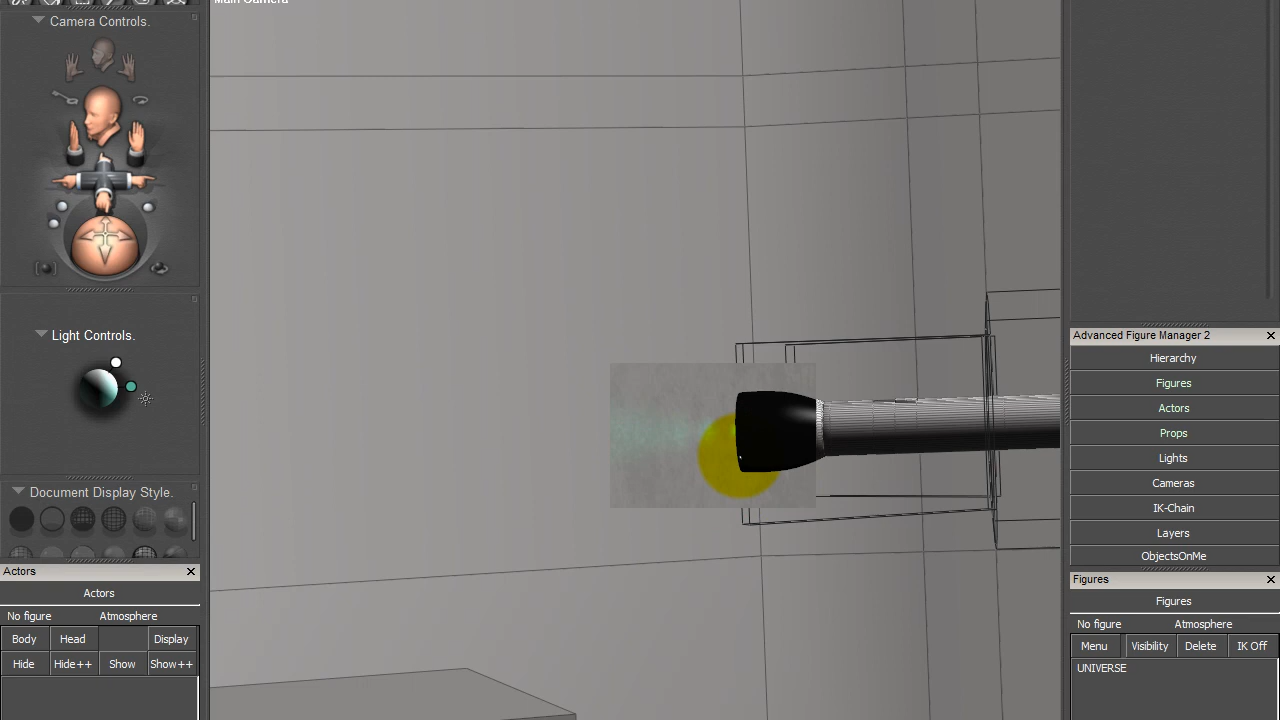 Main Camera
Camera Controls.
Light Controls.
Document Display Style.
Actors
Actors
No figure Atmosphere
Body Head Display
Hide Hide++ Show Show++
Advanced Figure Manager 2
Hierarchy
Figures
Actors
Props
Lights
Cameras
IK-Chain
Layers
ObjectsOnMe
Figures
Figures
No figure Atmosphere
Menu Visibility Delete IK Off
UNIVERSE